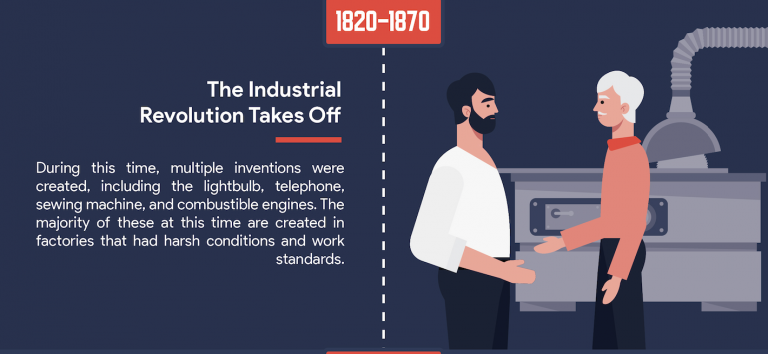 1820–1870
The Industrial
Revolution Takes Off
During this time, multiple inventions were
created, including the lightbulb, telephone,
sewing machine, and combustible engines. The
majority of these at this time are created in
factories that had harsh conditions and work
standards.